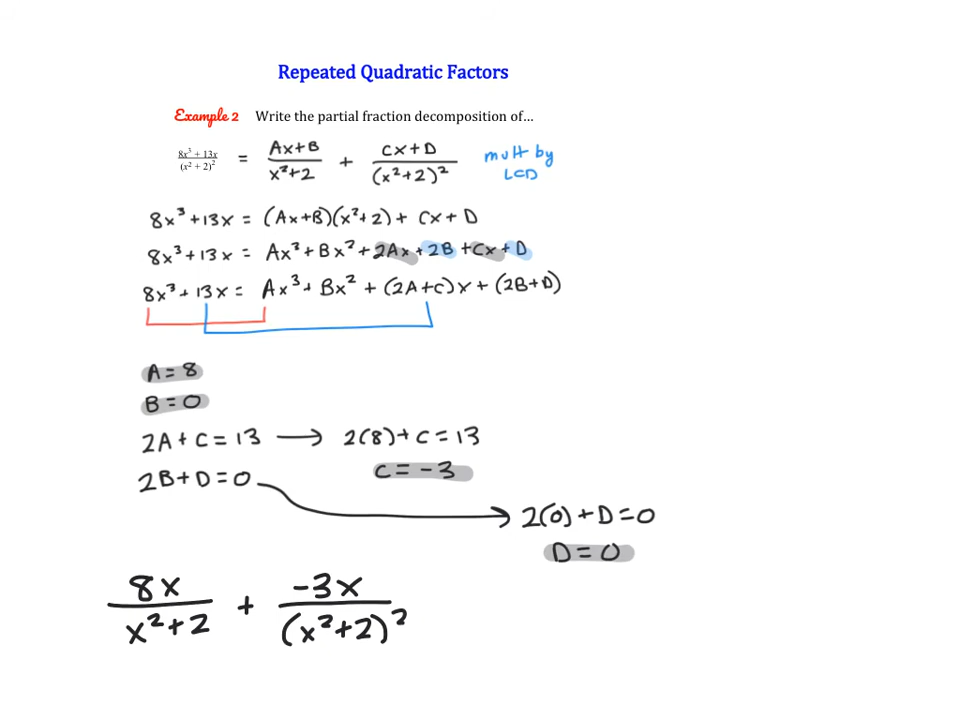 Repeated Quadratic Factors
Example 2 Write the partial fraction decomposition of...
8x³ + 13x / (x² + 2)² = Ax+B / x²+2 + Cx+D / (x²+2)² mult by LCD
8x³+13x = (Ax+B)(x²+2) + Cx + D
8x³+13x = Ax³+Bx²+2Ax+2B+Cx+D
8x³+13x = Ax³+Bx²+(2A+C)x+(2B+D)
A=8
B=0
2A+C=13 → 2(8)+C=13
C=-3
2B+D=0
2(0)+D=0
D=0
8x / x²+2 + -3x / (x²+2)²